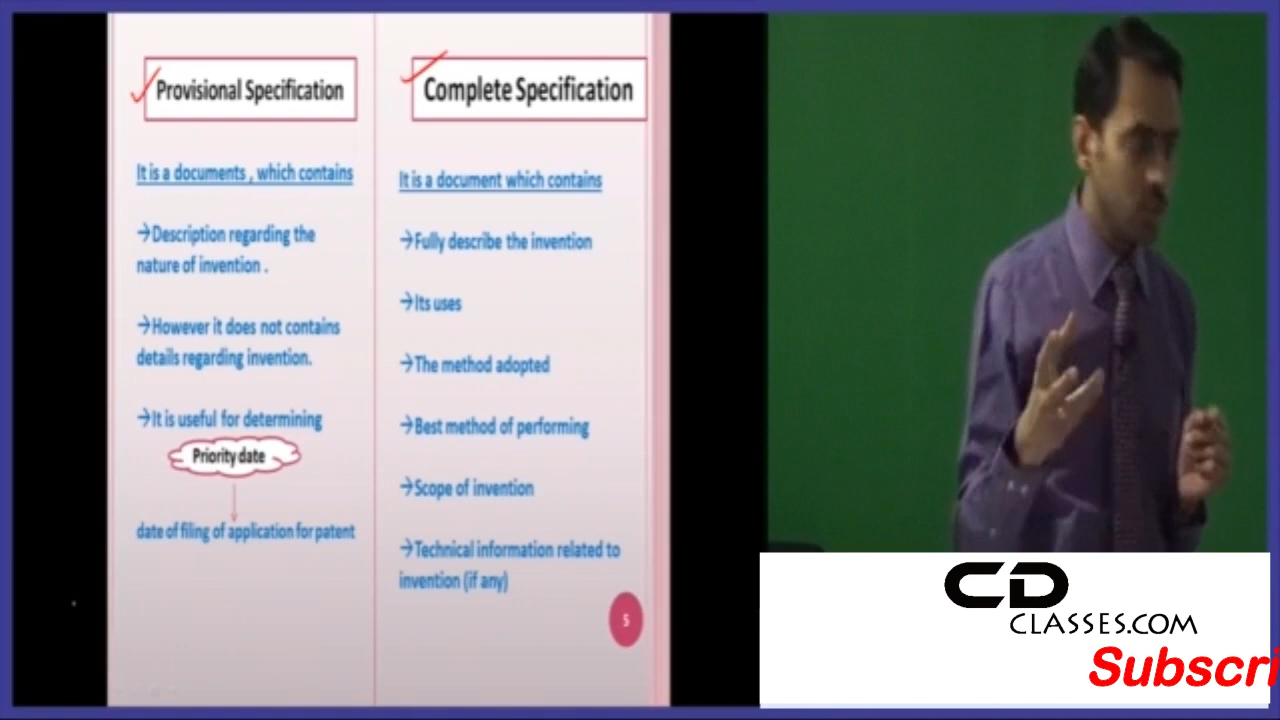 Provisional Specification
It is a documents , which contains
→Description regarding the
nature of invention .
→However it does not contains
details regarding invention.
→It is useful for determining
Priority date
date of filing of application for patent
Complete Specification
It is a document which contains
→Fully describe the invention
→Its uses
→The method adopted
→Best method of performing
→Scope of invention
→Technical information related to
invention (if any)
5
CD
CLASSES.COM
Subscri